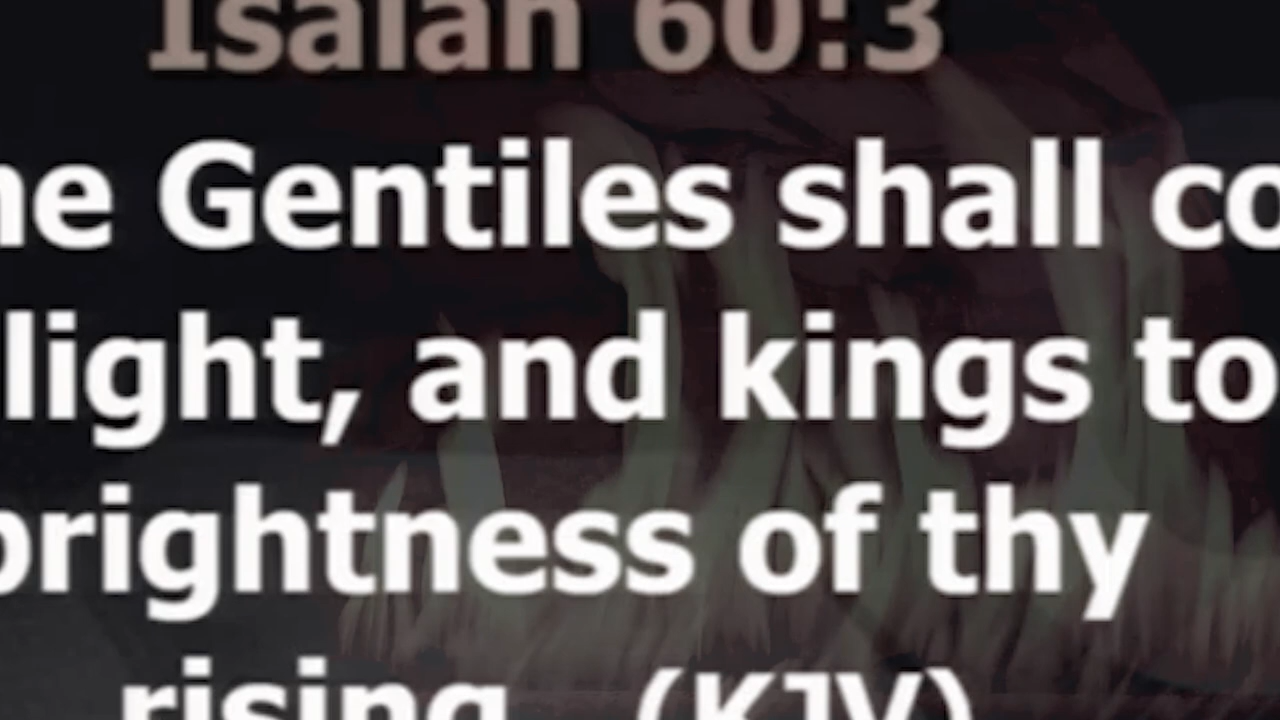 Isaiah 60:3
he Gentiles shall co
light, and kings to
brightness of thy
rising. (KJV)